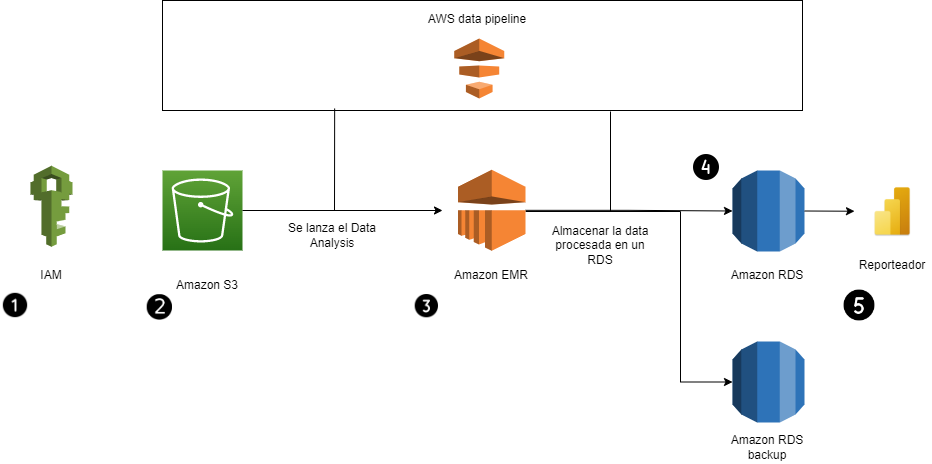 AWS data pipeline
4
Se lanza el Data
Analysis
Almacenar la data
procesada en un
RDS
IAM
Amazon S3
Amazon EMR
Amazon RDS
Reporteador
1
2
3
5
Amazon RDS
backup